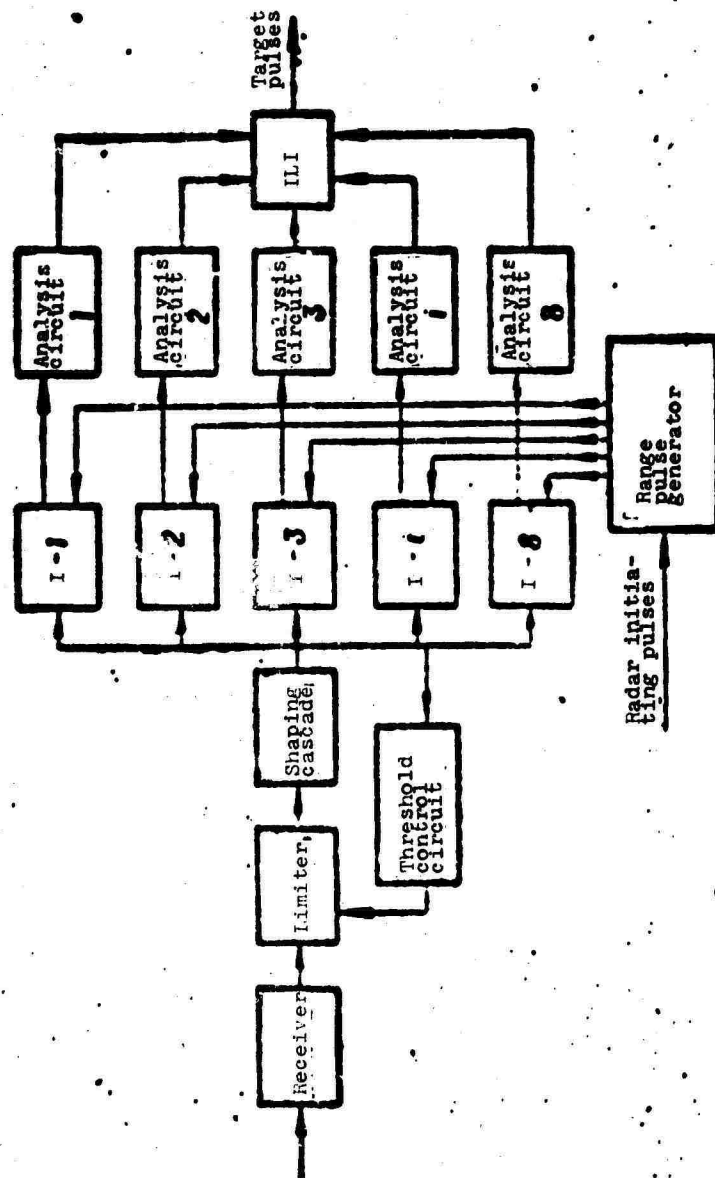 Receiver
Limiter
Shaping
cascade
Threshold
control
circuit
I-1
I-2
I-3
I-i
I-8
Radar initia-
ting pulses
Range
pulse
generator
Analysis
circuit
1
Analysis
circuit
2
Analysis
circuit
3
Analysis
circuit
i
Analysis
circuit
8
ILI
Target
pulses